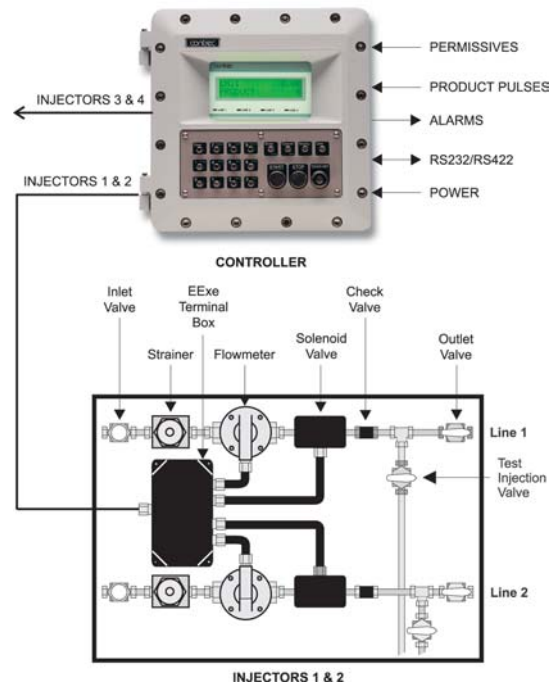 contrec
PERMISSIVES
PRODUCT PULSES
INJECTORS 3 & 4
ALARMS
RS232/RS422
INJECTORS 1 & 2
POWER
CONTROLLER
Inlet
Valve
Strainer
EExe
Terminal
Box
Flowmeter
Solenoid
Valve
Check
Valve
Outlet
Valve
Line 1
Test
Injection
Valve
Line 2
INJECTORS 1 & 2